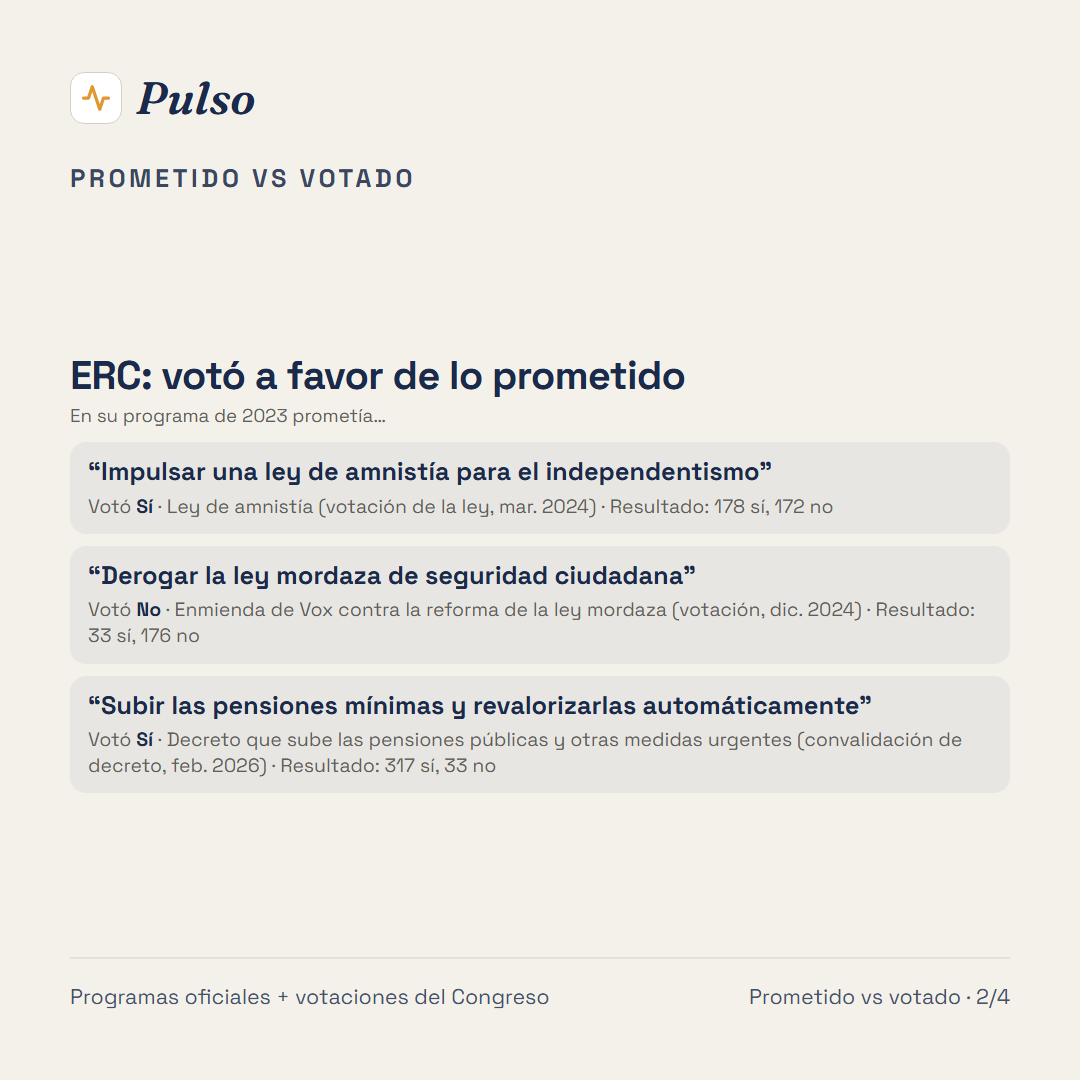 Pulso
PROMETIDO VS VOTADO
ERC: votó a favor de lo prometido
En su programa de 2023 prometía…
“Impulsar una ley de amnistía para el independentismo”
Votó Sí · Ley de amnistía (votación de la ley, mar. 2024) · Resultado: 178 sí, 172 no
“Derogar la ley mordaza de seguridad ciudadana”
Votó No · Enmienda de Vox contra la reforma de la ley mordaza (votación, dic. 2024) · Resultado:
33 sí, 176 no
“Subir las pensiones mínimas y revalorizarlas automáticamente”
Votó Sí · Decreto que sube las pensiones públicas y otras medidas urgentes (convalidación de
decreto, feb. 2026) · Resultado: 317 sí, 33 no
Programas oficiales + votaciones del Congreso
Prometido vs votado · 2/4